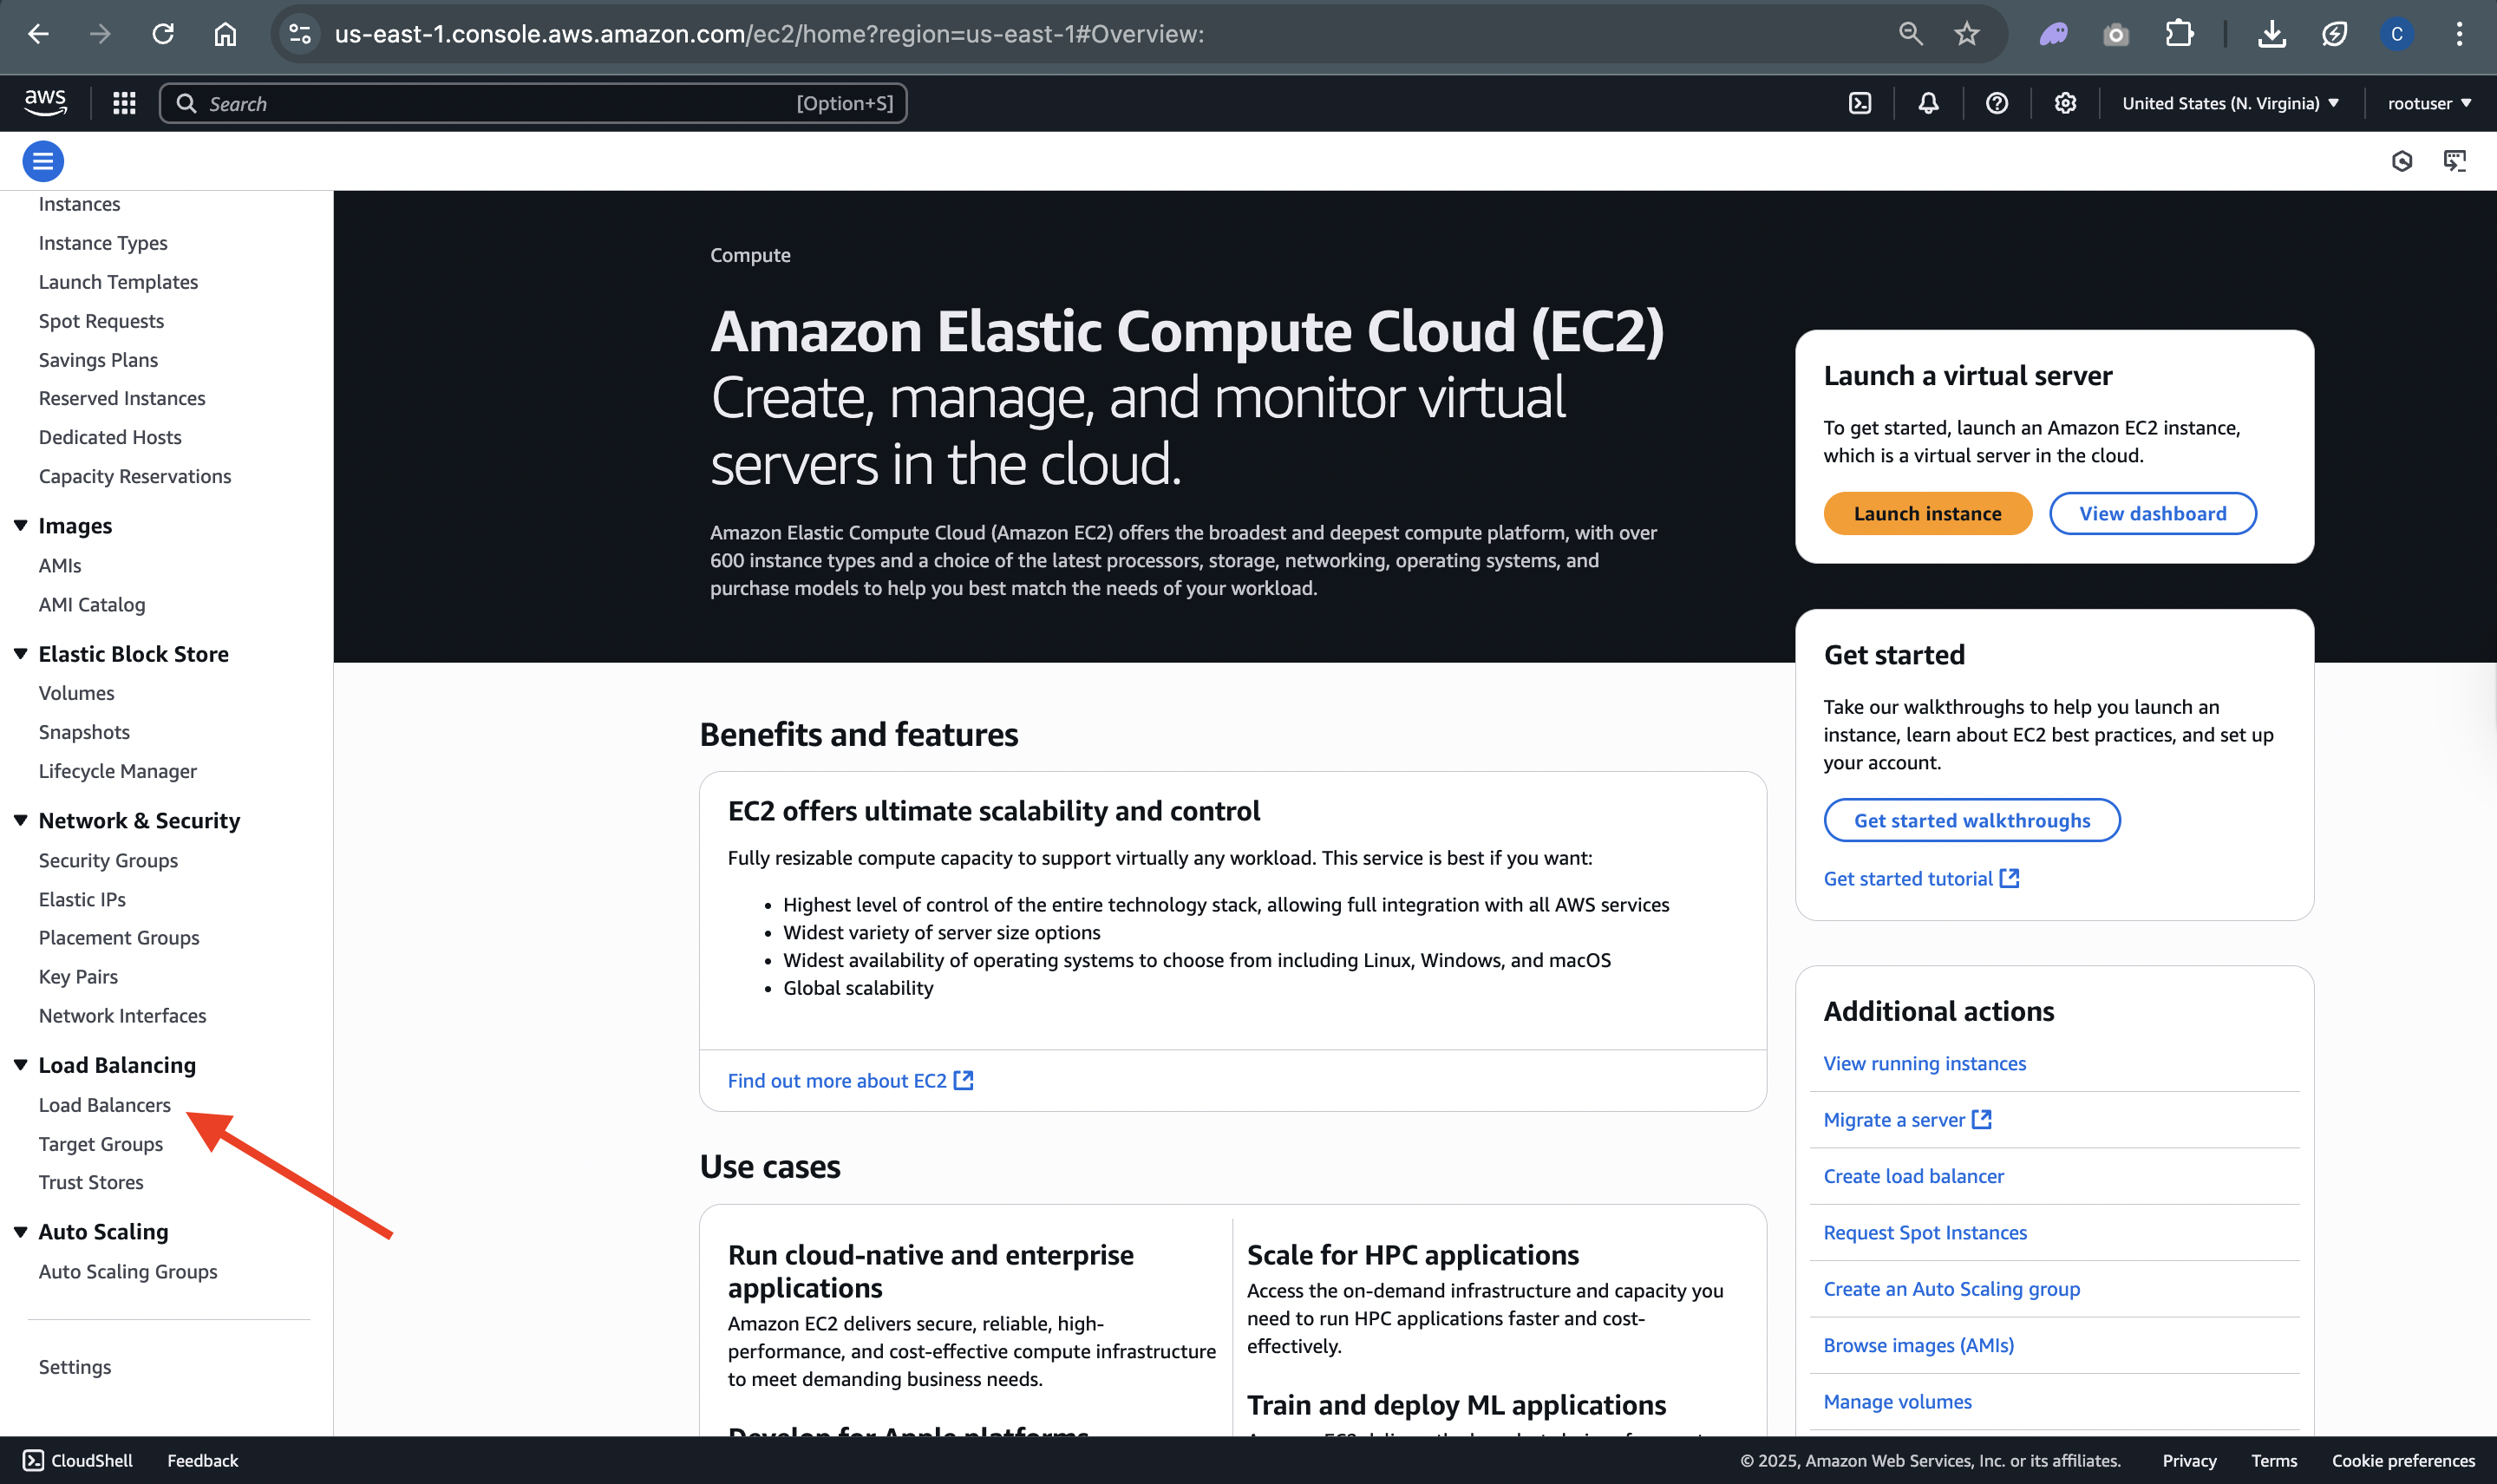 us-east-1.console.aws.amazon.com/ec2/home?region=us-east-1#Overview:
C
aws
Search
[Option+S]
United States (N. Virginia)
rootuser
Instances
Instance Types
Launch Templates
Spot Requests
Savings Plans
Reserved Instances
Dedicated Hosts
Capacity Reservations
Images
AMIs
AMI Catalog
Elastic Block Store
Volumes
Snapshots
Lifecycle Manager
Network & Security
Security Groups
Elastic IPs
Placement Groups
Key Pairs
Network Interfaces
Load Balancing
Load Balancers
Target Groups
Trust Stores
Auto Scaling
Auto Scaling Groups
Settings
Compute
Amazon Elastic Compute Cloud (EC2)
Create, manage, and monitor virtual
servers in the cloud.
Amazon Elastic Compute Cloud (Amazon EC2) offers the broadest and deepest compute platform, with over
600 instance types and a choice of the latest processors, storage, networking, operating systems, and
purchase models to help you best match the needs of your workload.
Benefits and features
EC2 offers ultimate scalability and control
Fully resizable compute capacity to support virtually any workload. This service is best if you want:
• Highest level of control of the entire technology stack, allowing full integration with all AWS services
• Widest variety of server size options
• Widest availability of operating systems to choose from including Linux, Windows, and macOS
• Global scalability
Find out more about EC2
Use cases
Run cloud-native and enterprise
applications
Amazon EC2 delivers secure, reliable, high-
performance, and cost-effective compute infrastructure
to meet demanding business needs.
Develop for Apple platforms
Scale for HPC applications
Access the on-demand infrastructure and capacity you
need to run HPC applications faster and cost-
effectively.
Train and deploy ML applications
Launch a virtual server
To get started, launch an Amazon EC2 instance,
which is a virtual server in the cloud.
Launch instance
View dashboard
Get started
Take our walkthroughs to help you launch an
instance, learn about EC2 best practices, and set up
your account.
Get started walkthroughs
Get started tutorial
Additional actions
View running instances
Migrate a server
Create load balancer
Request Spot Instances
Create an Auto Scaling group
Browse images (AMIs)
Manage volumes
CloudShell
Feedback
© 2025, Amazon Web Services, Inc. or its affiliates.
Privacy
Terms
Cookie preferences